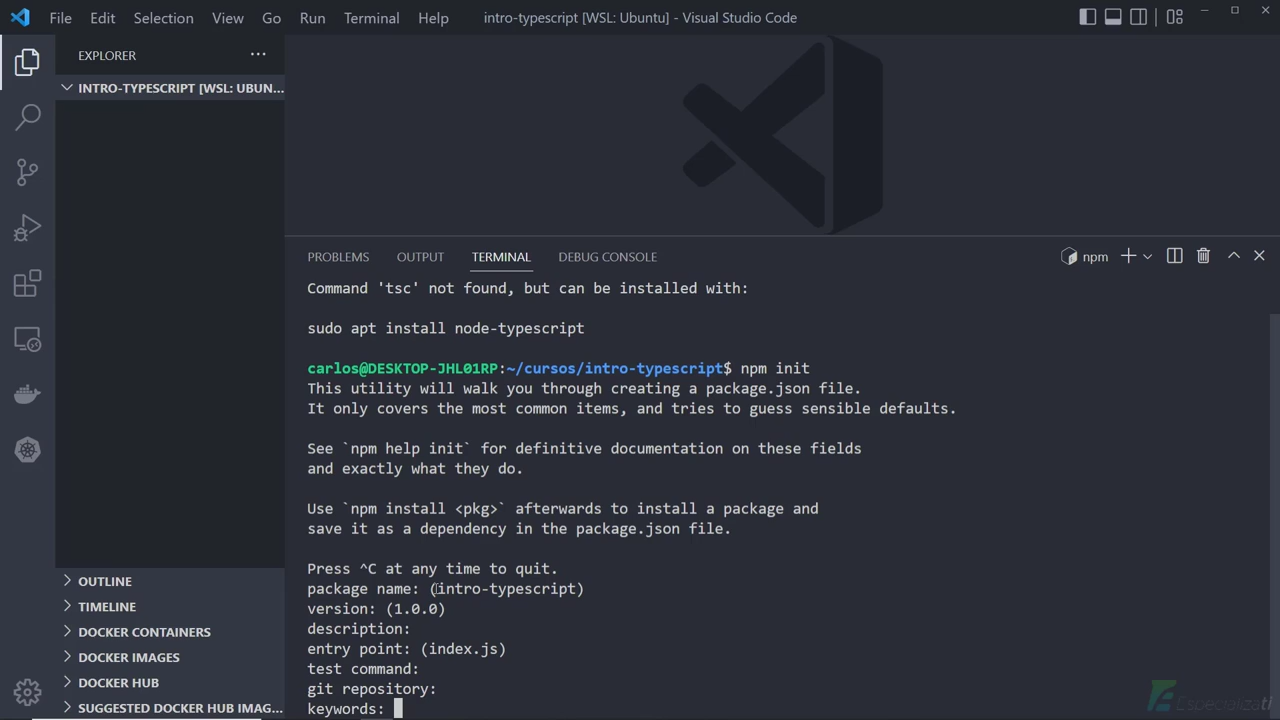 File Edit Selection View Go Run Terminal Help intro-typescript [WSL: Ubuntu] - Visual Studio Code
EXPLORER
INTRO-TYPESCRIPT [WSL: UBUN...
PROBLEMS OUTPUT TERMINAL DEBUG CONSOLE npm
Command 'tsc' not found, but can be installed with:
sudo apt install node-typescript
carlos@DESKTOP-JHL01RP:~/cursos/intro-typescript$ npm init
This utility will walk you through creating a package.json file.
It only covers the most common items, and tries to guess sensible defaults.
See `npm help init` for definitive documentation on these fields
and exactly what they do.
Use `npm install <pkg>` afterwards to install a package and
save it as a dependency in the package.json file.
Press ^C at any time to quit.
package name: (intro-typescript)
version: (1.0.0)
description:
entry point: (index.js)
test command:
git repository:
keywords:
OUTLINE
TIMELINE
DOCKER CONTAINERS
DOCKER IMAGES
DOCKER HUB
SUGGESTED DOCKER HUB IMAG...
Especializati